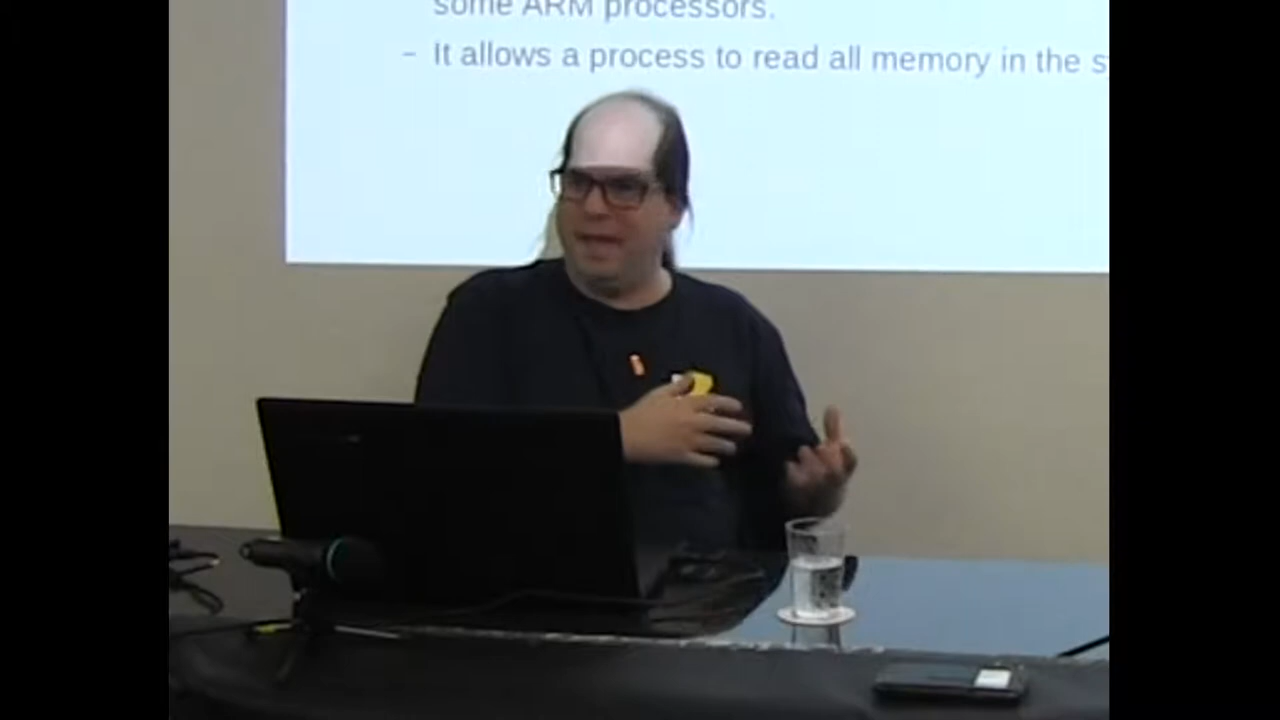 some ARM processors.
– It allows a process to read all memory in the s